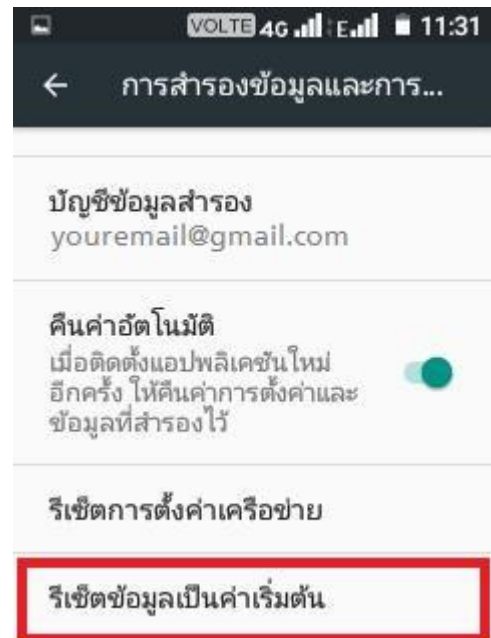 VOLTE 4G E 11:31
การสำรองข้อมูลและการ...
บัญชีข้อมูลสำรอง
youremail@gmail.com
คืนค่าอัตโนมัติ
เมื่อติดตั้งแอปพลิเคชันใหม่
อีกครั้ง ให้คืนค่าการตั้งค่าและ
ข้อมูลที่สำรองไว้
รีเซ็ตการตั้งค่าเครือข่าย
รีเซ็ตข้อมูลเป็นค่าเริ่มต้น